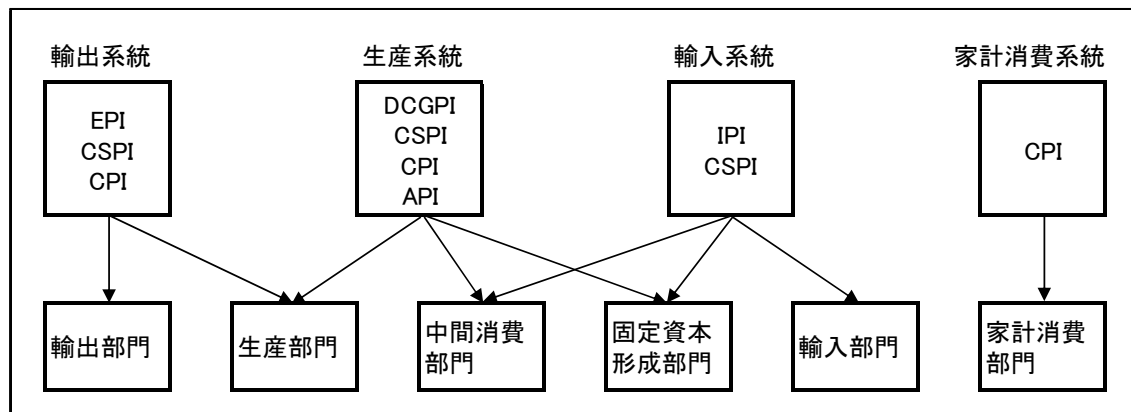 輸出系統
生産系統
輸入系統
家計消費系統
EPI
CSPI
CPI
DCGPI
CSPI
CPI
API
IPI
CSPI
CPI
輸出部門
生産部門
中間消費
部門
固定資本
形成部門
輸入部門
家計消費
部門